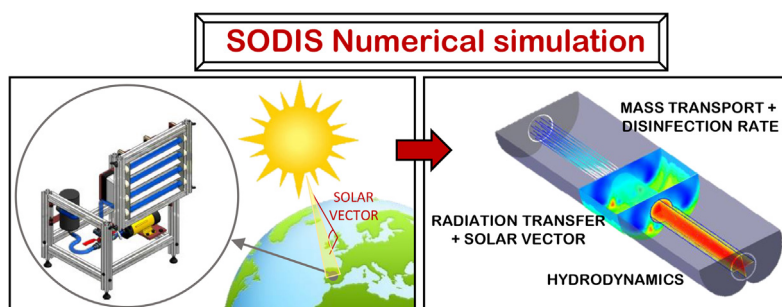 SODIS Numerical simulation
SOLAR
VECTOR
MASS TRANSPORT +
DISINFECTION RATE
RADIATION TRANSFER
+ SOLAR VECTOR
HYDRODYNAMICS